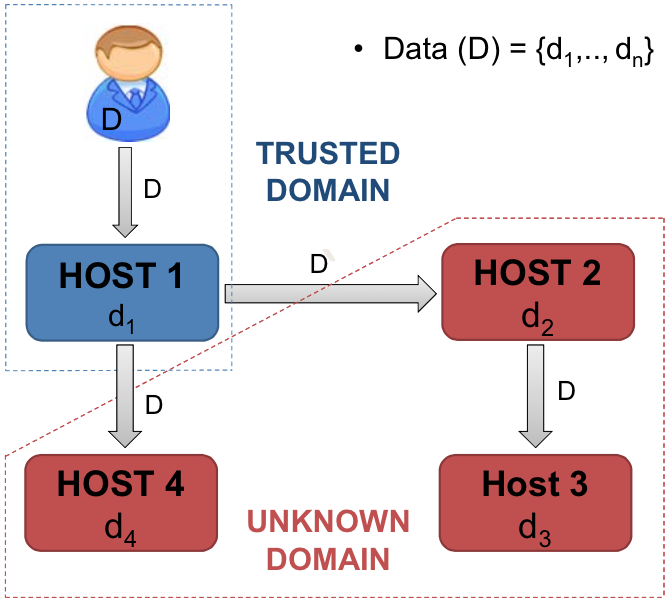 • Data (D) = {d1,.., dn}
D
D
TRUSTED
DOMAIN
HOST 1
d1
D
HOST 2
d2
D
D
HOST 4
d4
UNKNOWN
DOMAIN
Host 3
d3